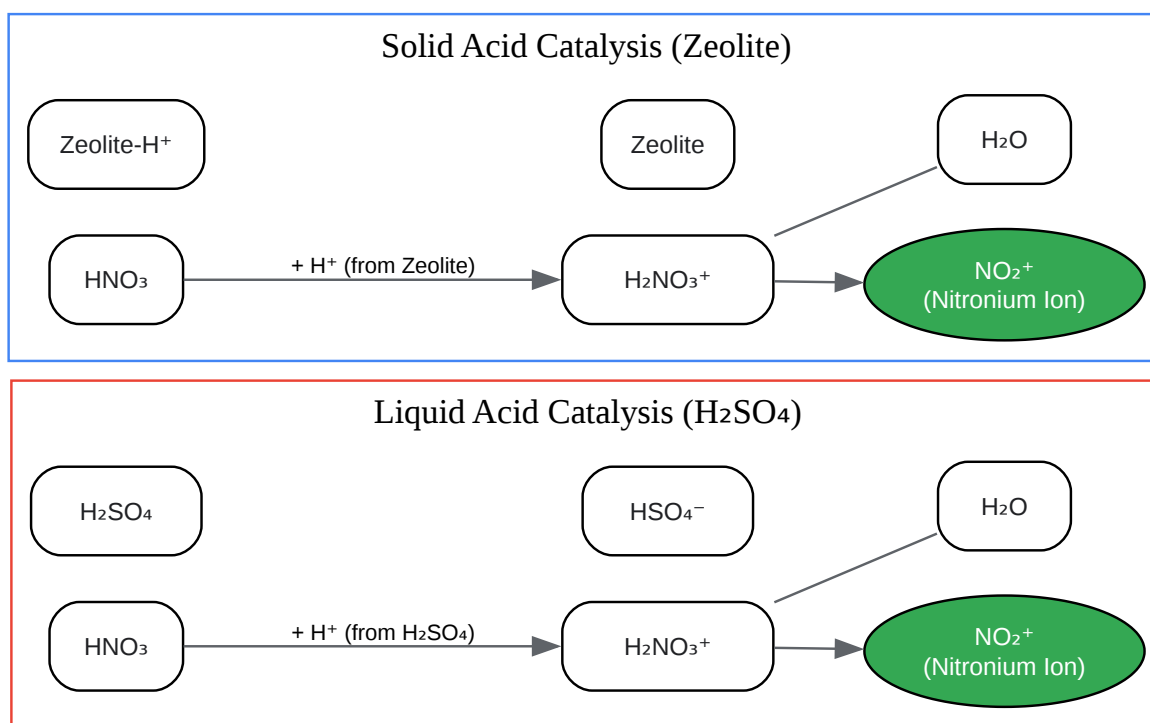 Solid Acid Catalysis (Zeolite)
Zeolite-H⁺
Zeolite
H₂O
HNO₃
+ H⁺ (from Zeolite)
H₂NO₃⁺
NO₂⁺
(Nitronium Ion)
Liquid Acid Catalysis (H₂SO₄)
H₂SO₄
HSO₄⁻
H₂O
HNO₃
+ H⁺ (from H₂SO₄)
H₂NO₃⁺
NO₂⁺
(Nitronium Ion)